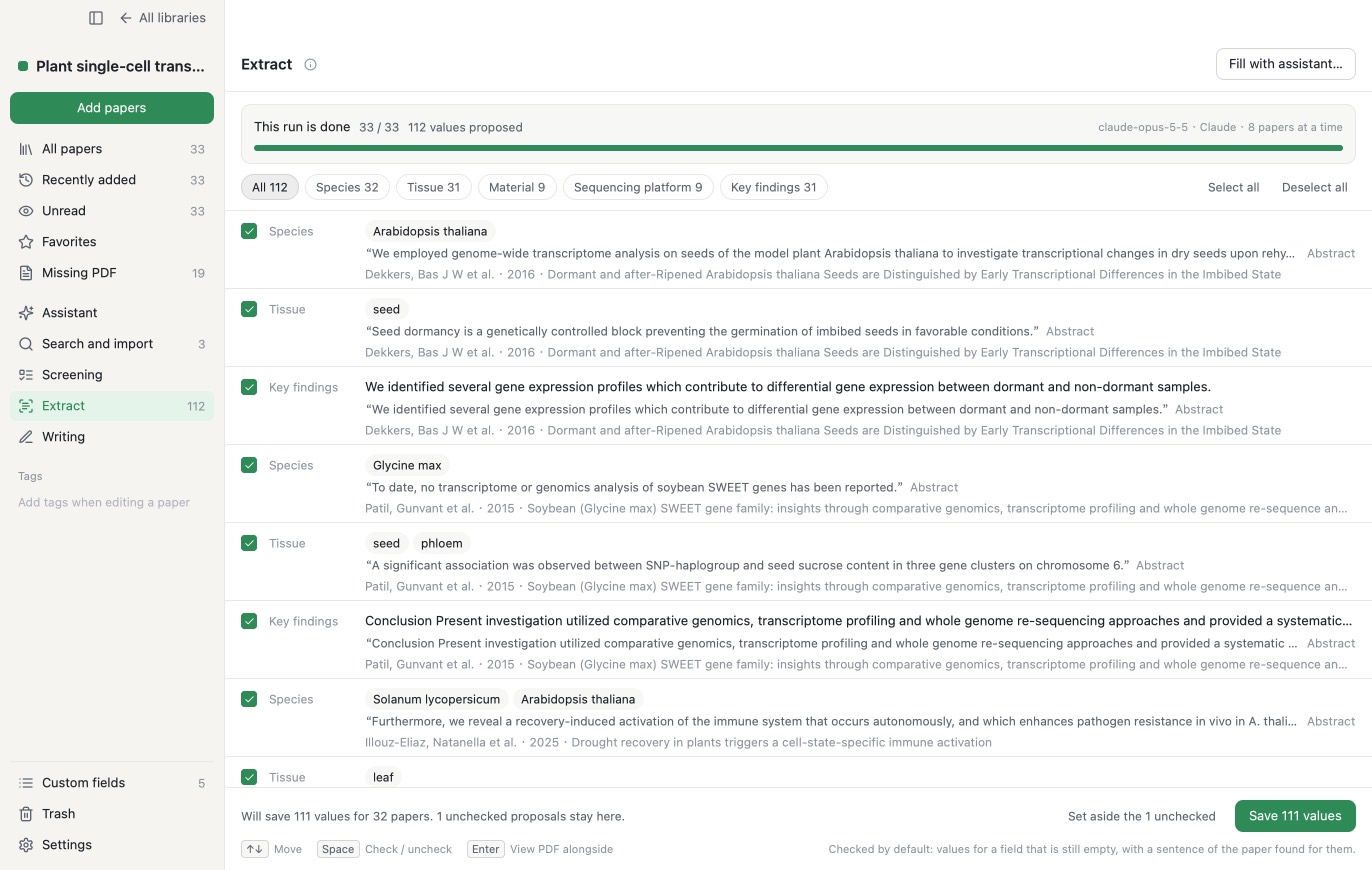 All libraries
Plant single-cell trans...
Add papers
All papers 33
Recently added 33
Unread 33
Favorites
Missing PDF 19
Assistant
Search and import 3
Screening
Extract 112
Writing
Tags
Add tags when editing a paper
Custom fields 5
Trash
Settings
Extract
Fill with assistant...
This run is done 33 / 33 112 values proposed
claude-opus-5-5 · Claude · 8 papers at a time
All 112 Species 32 Tissue 31 Material 9 Sequencing platform 9 Key findings 31
Select all Deselect all
Species Arabidopsis thaliana
“We employed genome-wide transcriptome analysis on seeds of the model plant Arabidopsis thaliana to investigate transcriptional changes in dry seeds upon rehy... Abstract
Dekkers, Bas J W et al. · 2016 · Dormant and after-Ripened Arabidopsis thaliana Seeds are Distinguished by Early Transcriptional Differences in the Imbibed State
Tissue seed
“Seed dormancy is a genetically controlled block preventing the germination of imbibed seeds in favorable conditions.” Abstract
Dekkers, Bas J W et al. · 2016 · Dormant and after-Ripened Arabidopsis thaliana Seeds are Distinguished by Early Transcriptional Differences in the Imbibed State
Key findings We identified several gene expression profiles which contribute to differential gene expression between dormant and non-dormant samples.
“We identified several gene expression profiles which contribute to differential gene expression between dormant and non-dormant samples.” Abstract
Dekkers, Bas J W et al. · 2016 · Dormant and after-Ripened Arabidopsis thaliana Seeds are Distinguished by Early Transcriptional Differences in the Imbibed State
Species Glycine max
“To date, no transcriptome or genomics analysis of soybean SWEET genes has been reported.” Abstract
Patil, Gunvant et al. · 2015 · Soybean (Glycine max) SWEET gene family: insights through comparative genomics, transcriptome profiling and whole genome re-sequence an...
Tissue seed phloem
“A significant association was observed between SNP-haplogroup and seed sucrose content in three gene clusters on chromosome 6.” Abstract
Patil, Gunvant et al. · 2015 · Soybean (Glycine max) SWEET gene family: insights through comparative genomics, transcriptome profiling and whole genome re-sequence an...
Key findings Conclusion Present investigation utilized comparative genomics, transcriptome profiling and whole genome re-sequencing approaches and provided a systematic...
“Conclusion Present investigation utilized comparative genomics, transcriptome profiling and whole genome re-sequencing approaches and provided a systematic ... Abstract
Patil, Gunvant et al. · 2015 · Soybean (Glycine max) SWEET gene family: insights through comparative genomics, transcriptome profiling and whole genome re-sequence an...
Species Solanum lycopersicum Arabidopsis thaliana
“Furthermore, we reveal a recovery-induced activation of the immune system that occurs autonomously, and which enhances pathogen resistance in vivo in A. thali... Abstract
Illouz-Eliaz, Natanella et al. · 2025 · Drought recovery in plants triggers a cell-state-specific immune activation
Tissue leaf
Will save 111 values for 32 papers. 1 unchecked proposals stay here.
Set aside the 1 unchecked Save 111 values
↑↓ Move Space Check / uncheck Enter View PDF alongside
Checked by default: values for a field that is still empty, with a sentence of the paper found for them.